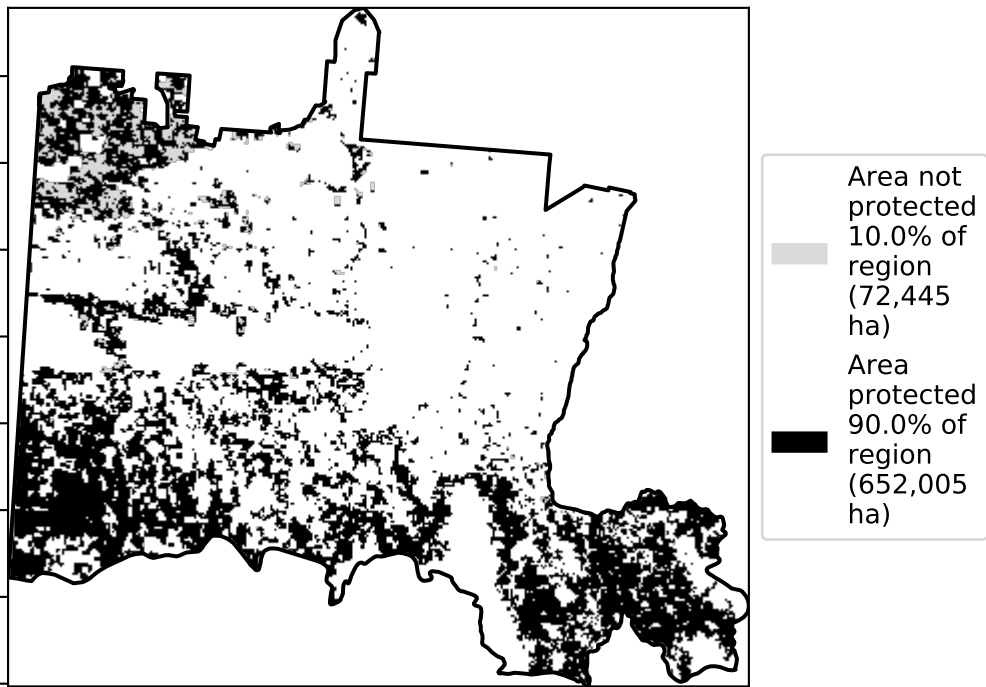 Area not
protected
10.0% of
region
(72,445
ha)
Area
protected
90.0% of
region
(652,005
ha)